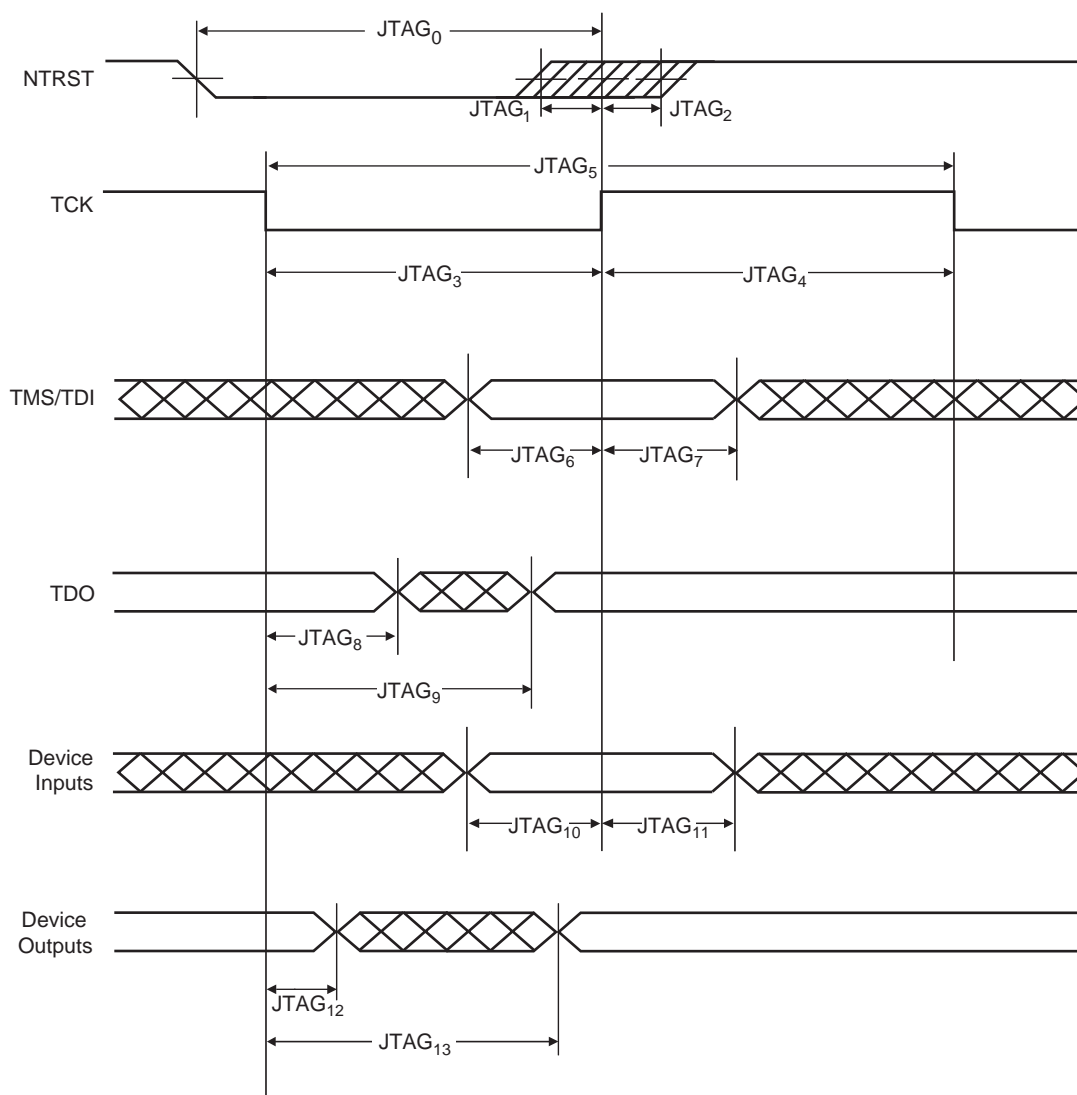 JTAG₀
NTRST
JTAG₁ JTAG₂
JTAG₅
TCK
JTAG₃ JTAG₄
TMS/TDI
JTAG₆ JTAG₇
TDO
JTAG₈
JTAG₉
Device
Inputs
JTAG₁₀ JTAG₁₁
Device
Outputs
JTAG₁₂
JTAG₁₃